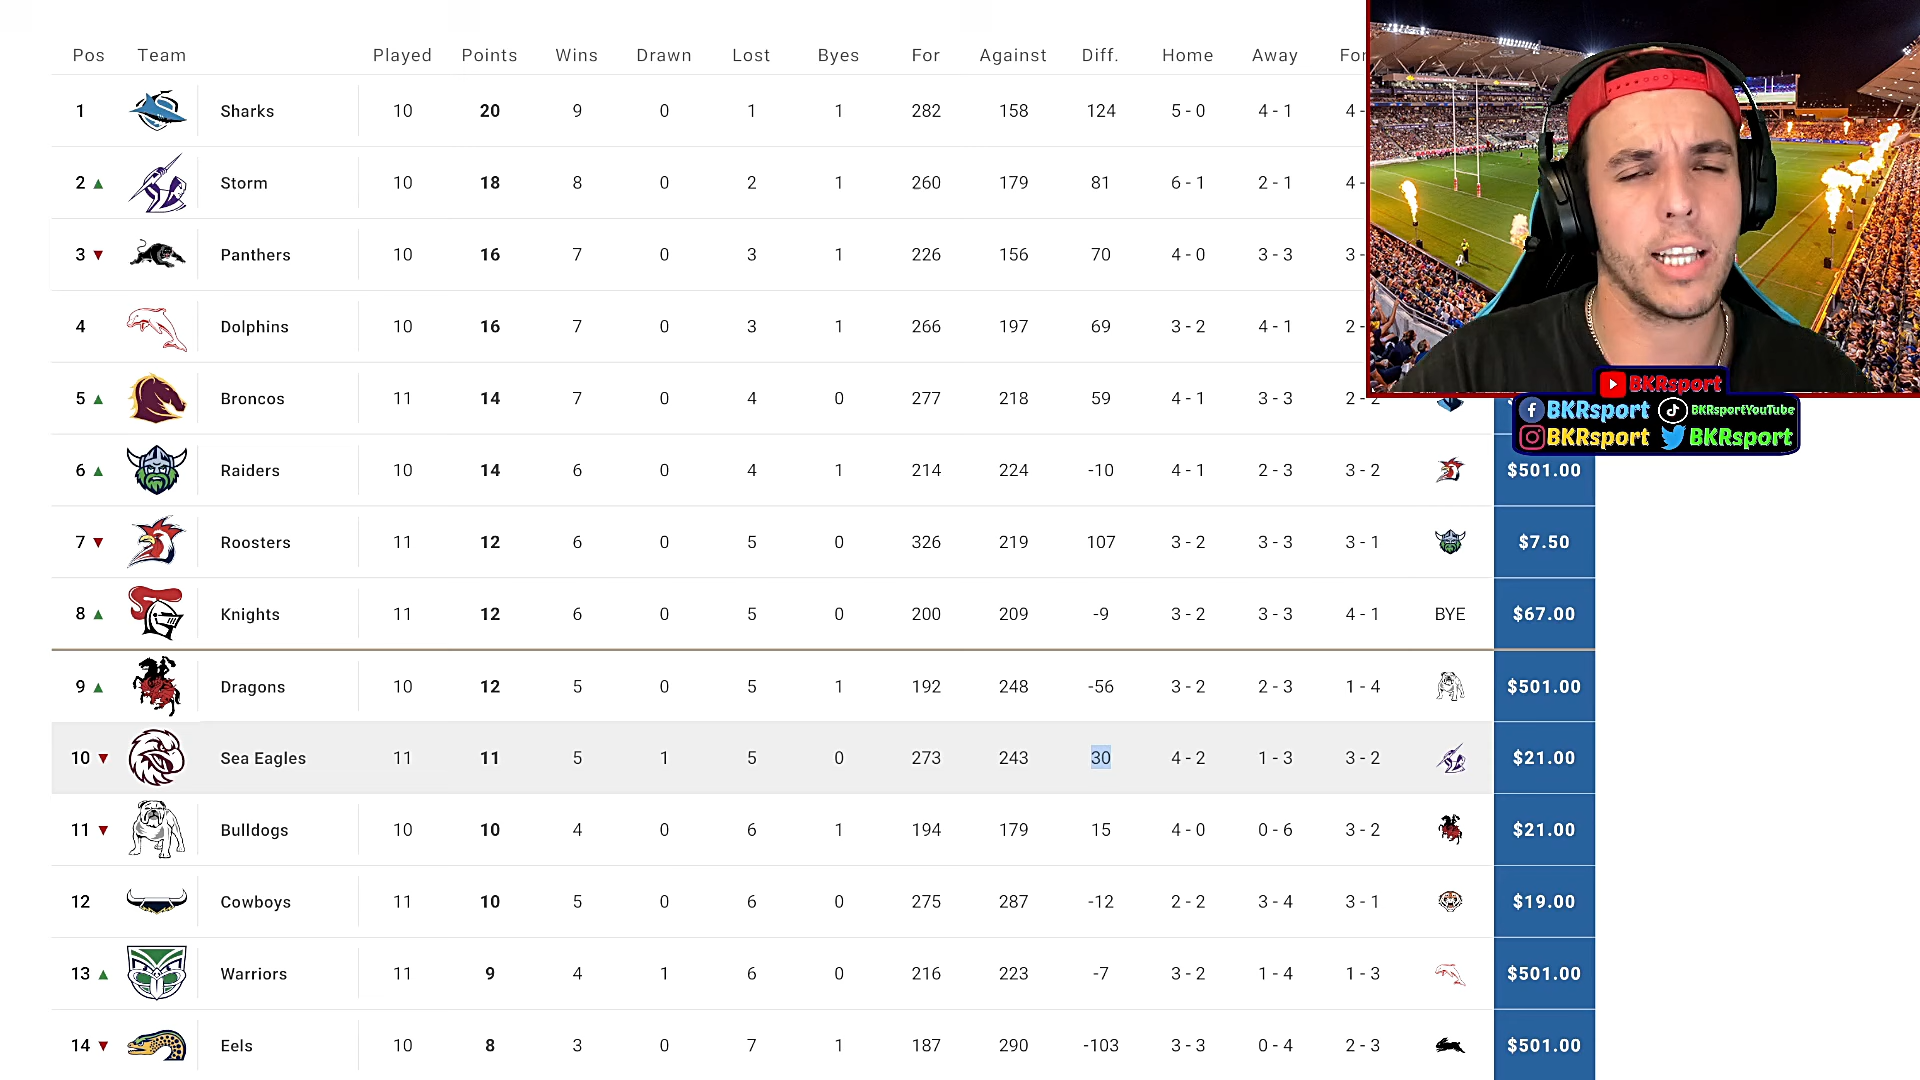 Pos Team Played Points Wins Drawn Lost Byes For Against Diff. Home Away For
1 Sharks 10 20 9 0 1 1 282 158 124 5 - 0 4 - 1 4 -
2 ▲ Storm 10 18 8 0 2 1 260 179 81 6 - 1 2 - 1 4 -
3 ▼ Panthers 10 16 7 0 3 1 226 156 70 4 - 0 3 - 3 3 -
4 Dolphins 10 16 7 0 3 1 266 197 69 3 - 2 4 - 1 2 -
5 ▲ Broncos 11 14 7 0 4 0 277 218 59 4 - 1 3 - 3 2 - 2
BKRsport
BKRsport BKRsportYouTube
BKRsport BKRsport
6 ▲ Raiders 10 14 6 0 4 1 214 224 -10 4 - 1 2 - 3 3 - 2 $501.00
7 ▼ Roosters 11 12 6 0 5 0 326 219 107 3 - 2 3 - 3 3 - 1 $7.50
8 ▲ Knights 11 12 6 0 5 0 200 209 -9 3 - 2 3 - 3 4 - 1 BYE $67.00
9 ▲ Dragons 10 12 5 0 5 1 192 248 -56 3 - 2 2 - 3 1 - 4 $501.00
10 ▼ Sea Eagles 11 11 5 1 5 0 273 243 30 4 - 2 1 - 3 3 - 2 $21.00
11 ▼ Bulldogs 10 10 4 0 6 1 194 179 15 4 - 0 0 - 6 3 - 2 $21.00
12 Cowboys 11 10 5 0 6 0 275 287 -12 2 - 2 3 - 4 3 - 1 $19.00
13 ▲ Warriors 11 9 4 1 6 0 216 223 -7 3 - 2 1 - 4 1 - 3 $501.00
14 ▼ Eels 10 8 3 0 7 1 187 290 -103 3 - 3 0 - 4 2 - 3 $501.00